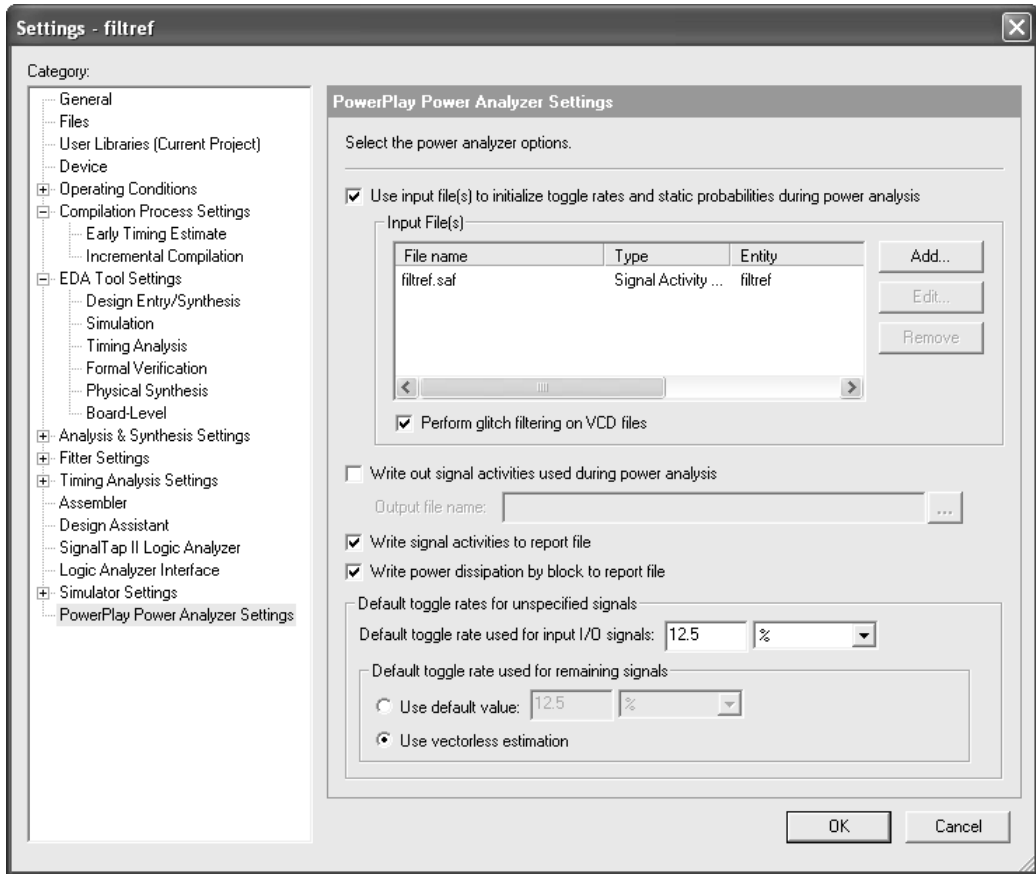 Settings - filtref
Category:
General
Files
User Libraries (Current Project)
Device
Operating Conditions
Compilation Process Settings
Early Timing Estimate
Incremental Compilation
EDA Tool Settings
Design Entry/Synthesis
Simulation
Timing Analysis
Formal Verification
Physical Synthesis
Board-Level
Analysis & Synthesis Settings
Fitter Settings
Timing Analysis Settings
Assembler
Design Assistant
SignalTap II Logic Analyzer
Logic Analyzer Interface
Simulator Settings
PowerPlay Power Analyzer Settings
PowerPlay Power Analyzer Settings
Select the power analyzer options.
Use input file(s) to initialize toggle rates and static probabilities during power analysis
Input File(s)
File name Type Entity
filtref.saf Signal Activity ... filtref
Add...
Edit...
Remove
Perform glitch filtering on VCD files
Write out signal activities used during power analysis
Output file name: ...
Write signal activities to report file
Write power dissipation by block to report file
Default toggle rates for unspecified signals
Default toggle rate used for input I/O signals: 12.5 %
Default toggle rate used for remaining signals
Use default value: 12.5 %
Use vectorless estimation
OK Cancel